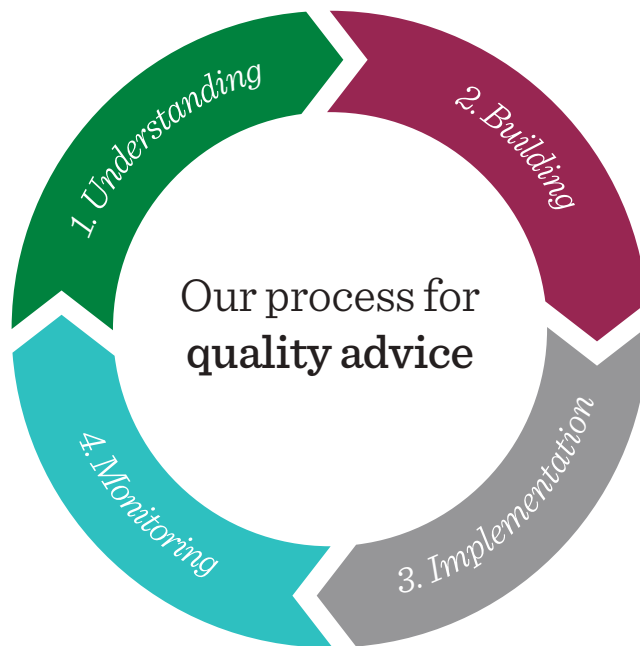 1. Understanding
2. Building
Our process for
quality advice
3. Implementation
4. Monitoring